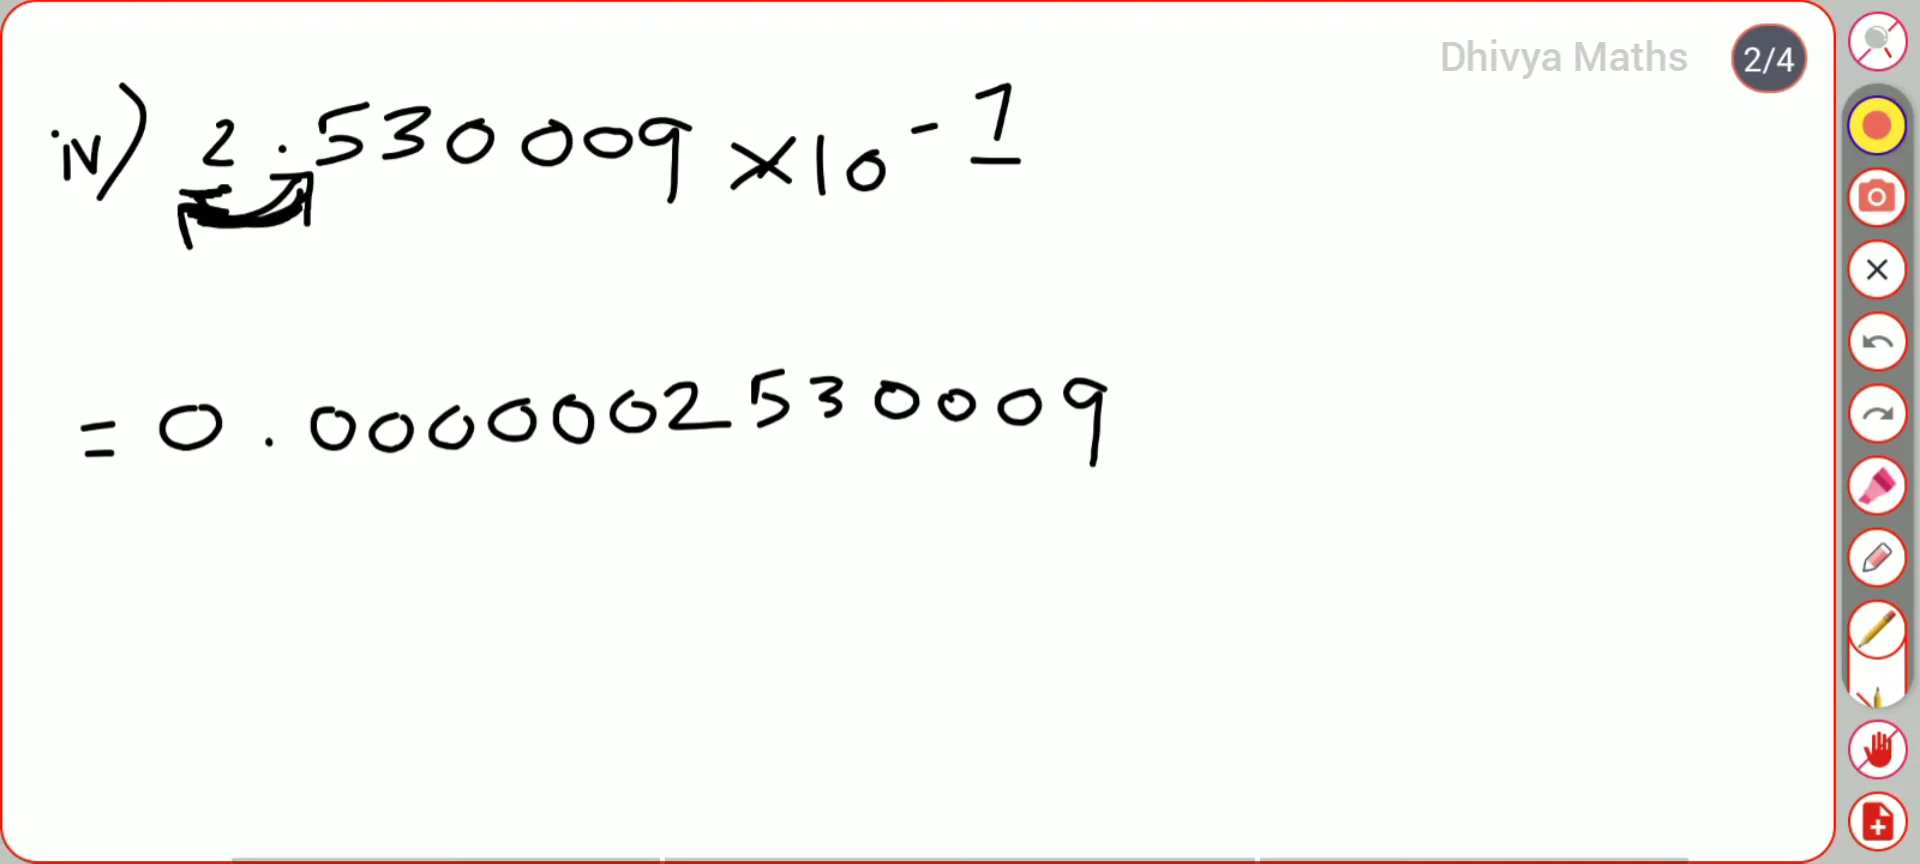 Dhivya Maths
2/4
iv) 2.530009 × 10⁻⁷
= 0.0000002530009